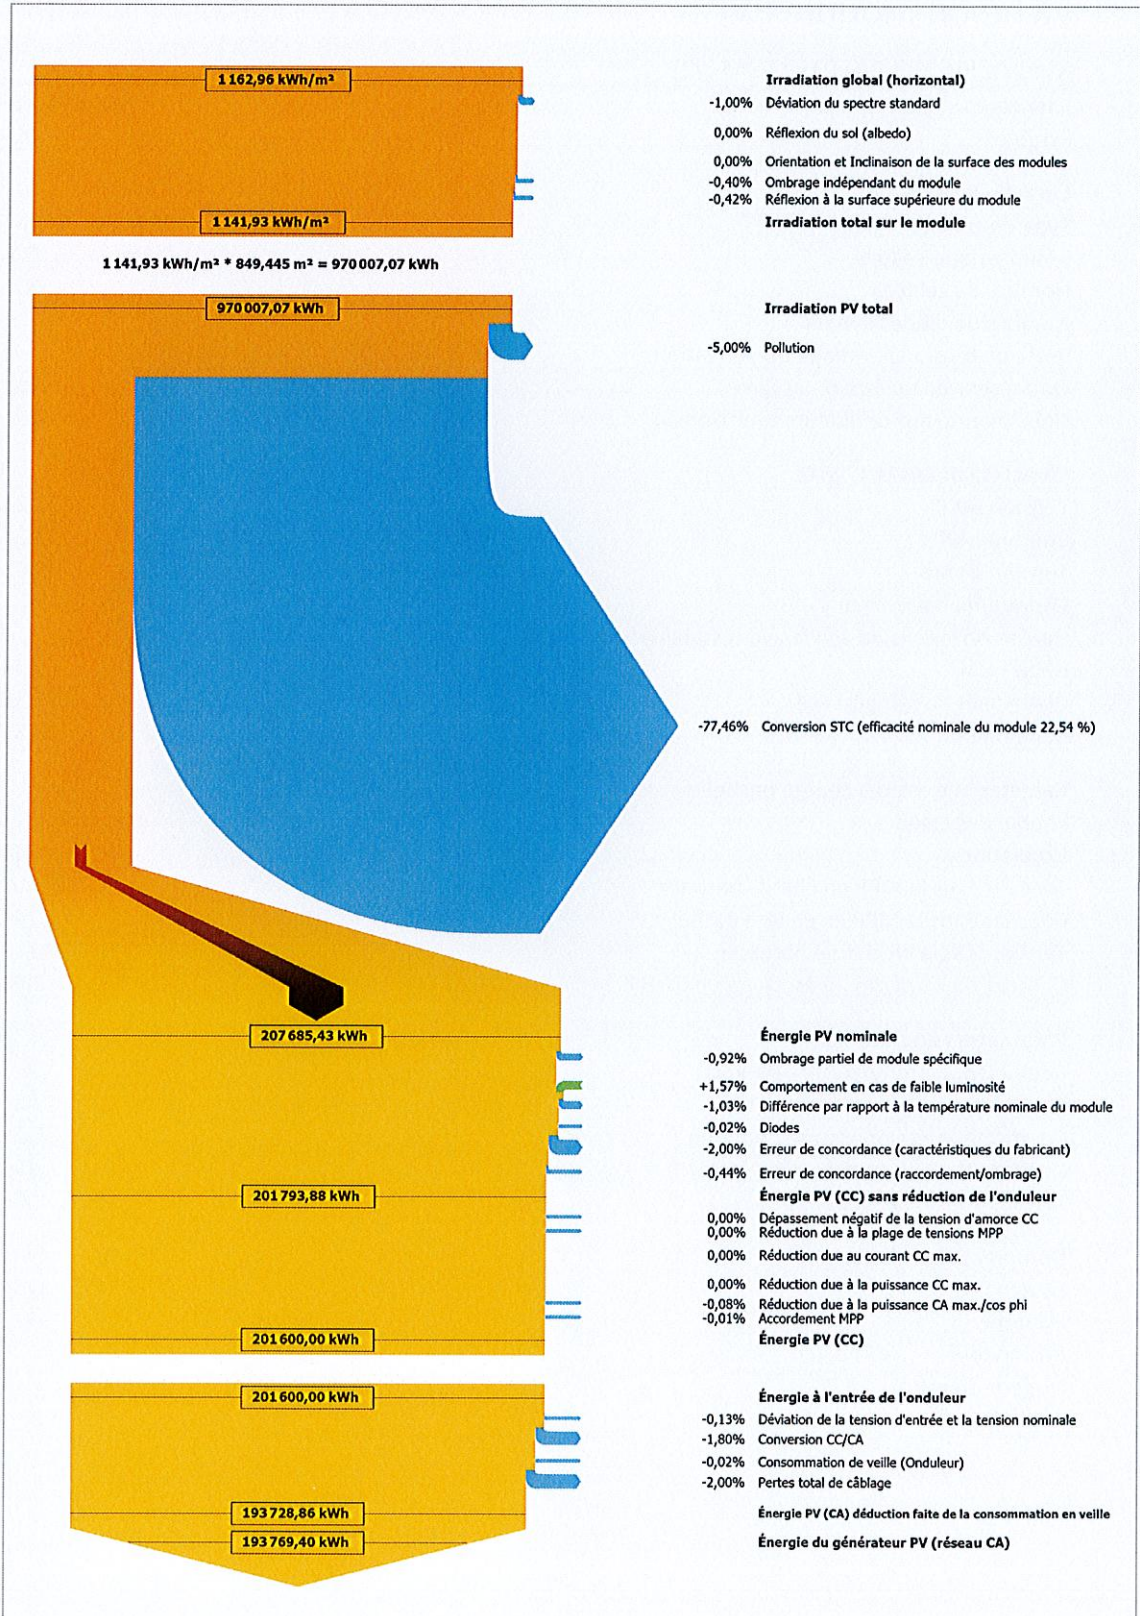 1 162,96 kWh/m² Irradiation global (horizontal)
-1,00% Déviation du spectre standard
0,00% Réflexion du sol (albedo)
0,00% Orientation et Inclinaison de la surface des modules
-0,40% Ombrage indépendant du module
-0,42% Réflexion à la surface supérieure du module
1 141,93 kWh/m² Irradiation total sur le module
1 141,93 kWh/m² * 849,445 m² = 970 007,07 kWh
970 007,07 kWh Irradiation PV total
-5,00% Pollution
-77,46% Conversion STC (efficacité nominale du module 22,54 %)
207 685,43 kWh Énergie PV nominale
-0,92% Ombrage partiel de module spécifique
+1,57% Comportement en cas de faible luminosité
-1,03% Différence par rapport à la température nominale du module
-0,02% Diodes
-2,00% Erreur de concordance (caractéristiques du fabricant)
-0,44% Erreur de concordance (raccordement/ombrage)
201 793,88 kWh Énergie PV (CC) sans réduction de l'onduleur
0,00% Dépassement négatif de la tension d'amorce CC
0,00% Réduction due à la plage de tensions MPP
0,00% Réduction due au courant CC max.
0,00% Réduction due à la puissance CC max.
-0,08% Réduction due à la puissance CA max./cos phi
-0,01% Accordement MPP
201 600,00 kWh Énergie PV (CC)
201 600,00 kWh Énergie à l'entrée de l'onduleur
-0,13% Déviation de la tension d'entrée et la tension nominale
-1,80% Conversion CC/CA
-0,02% Consommation de veille (Onduleur)
-2,00% Pertes total de câblage
193 728,86 kWh Énergie PV (CA) déduction faite de la consommation en veille
193 769,40 kWh Énergie du générateur PV (réseau CA)